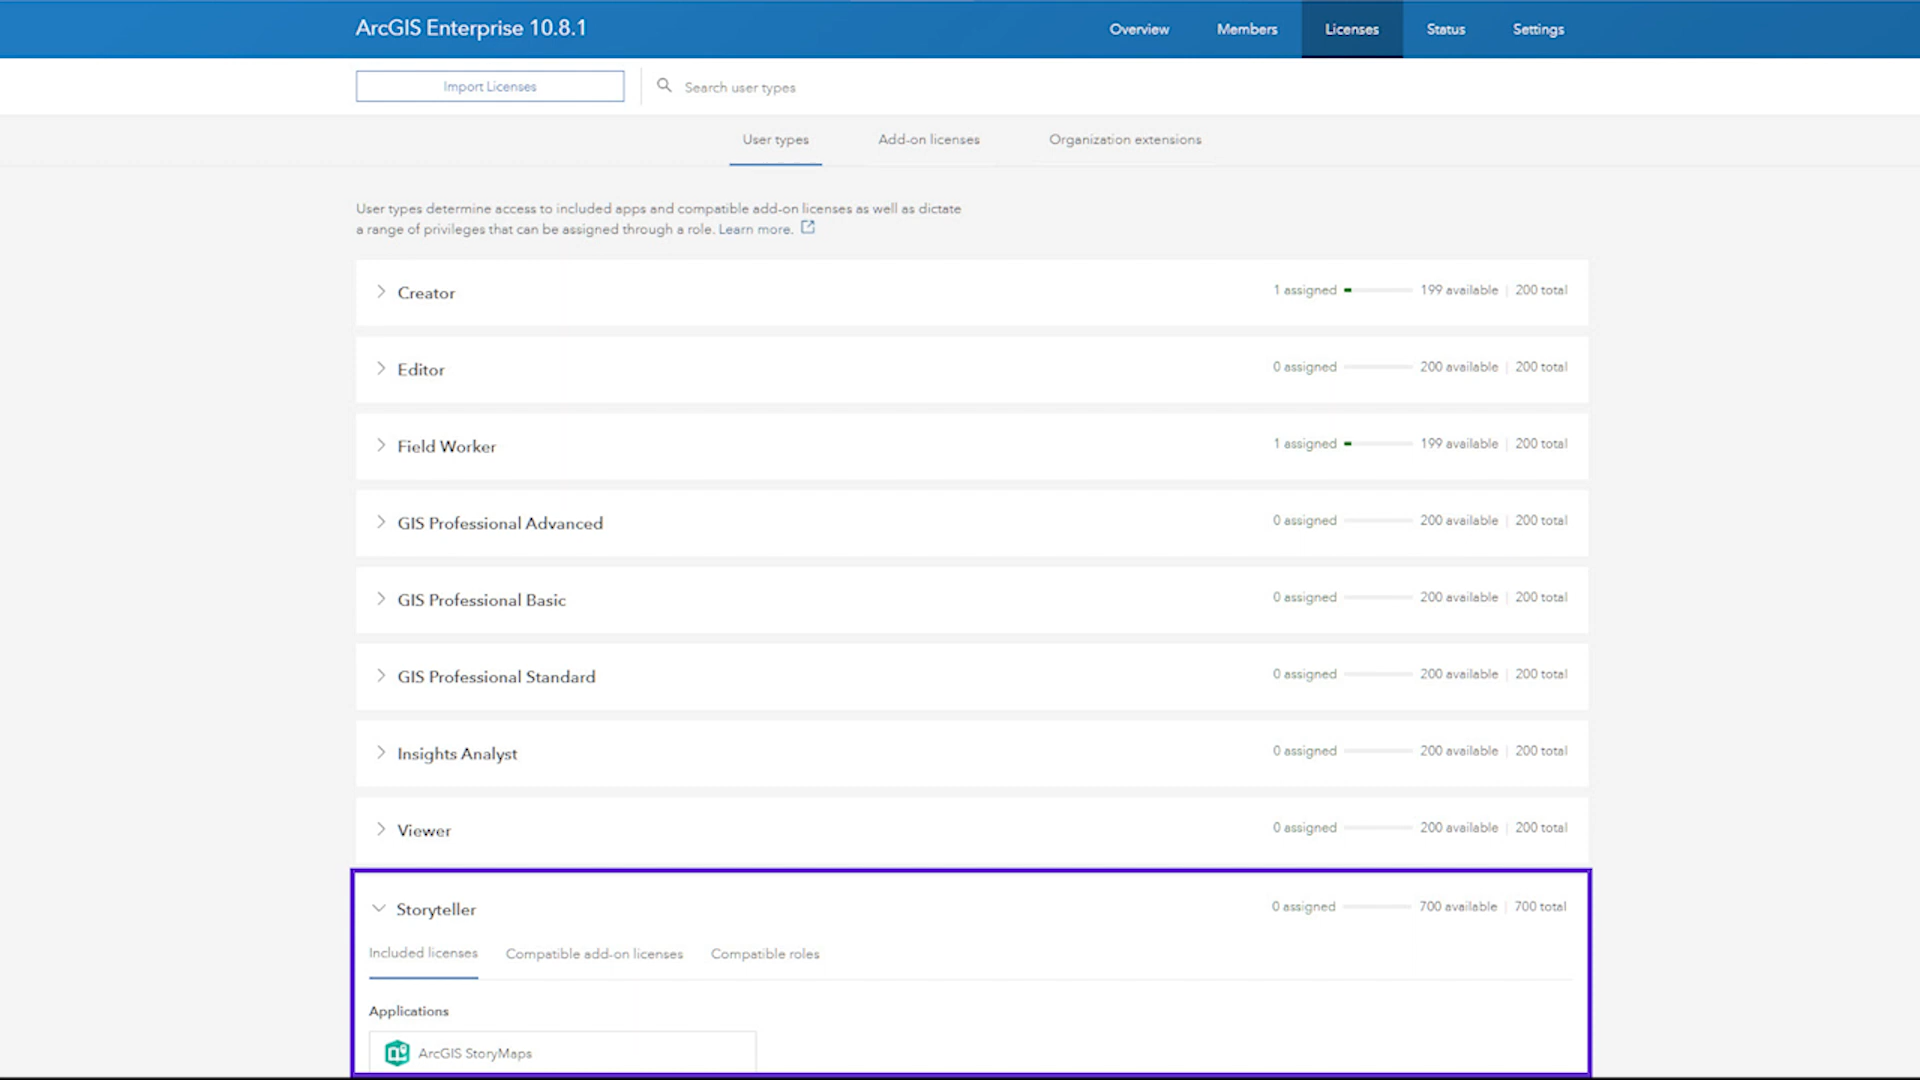 ArcGIS Enterprise 10.8.1
Overview
Members
Licenses
Status
Settings
Import Licenses
Search user types
User types
Add-on licenses
Organization extensions
User types determine access to included apps and compatible add-on licenses as well as dictate
a range of privileges that can be assigned through a role. Learn more.
Creator
1 assigned
199 available
200 total
Editor
0 assigned
200 available
200 total
Field Worker
1 assigned
199 available
200 total
GIS Professional Advanced
0 assigned
200 available
200 total
GIS Professional Basic
0 assigned
200 available
200 total
GIS Professional Standard
0 assigned
200 available
200 total
Insights Analyst
0 assigned
200 available
200 total
Viewer
0 assigned
200 available
200 total
Storyteller
0 assigned
700 available
700 total
Included licenses
Compatible add-on licenses
Compatible roles
Applications
ArcGIS StoryMaps